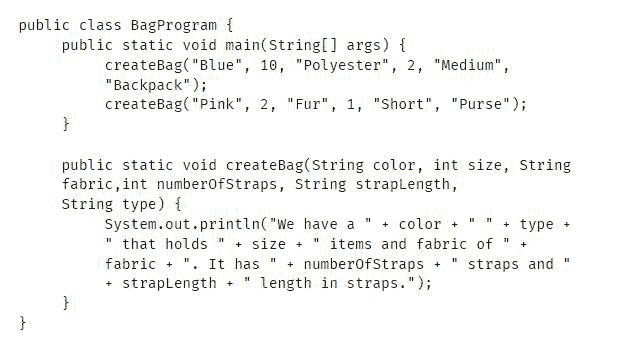 public class BagProgram {
public static void main(String[] args) {
createBag("Blue", 10, "Polyester", 2, "Medium",
"Backpack");
createBag("Pink", 2, "Fur", 1, "Short", "Purse");
}
public static void createBag(String color, int size, String
fabric,int numberOfStraps, String strapLength,
String type) {
System.out.println("We have a " + color + " " + type +
" that holds " + size + " items and fabric of " +
fabric + ". It has " + numberOfStraps + " straps and "
+ strapLength + " length in straps.");
}
}